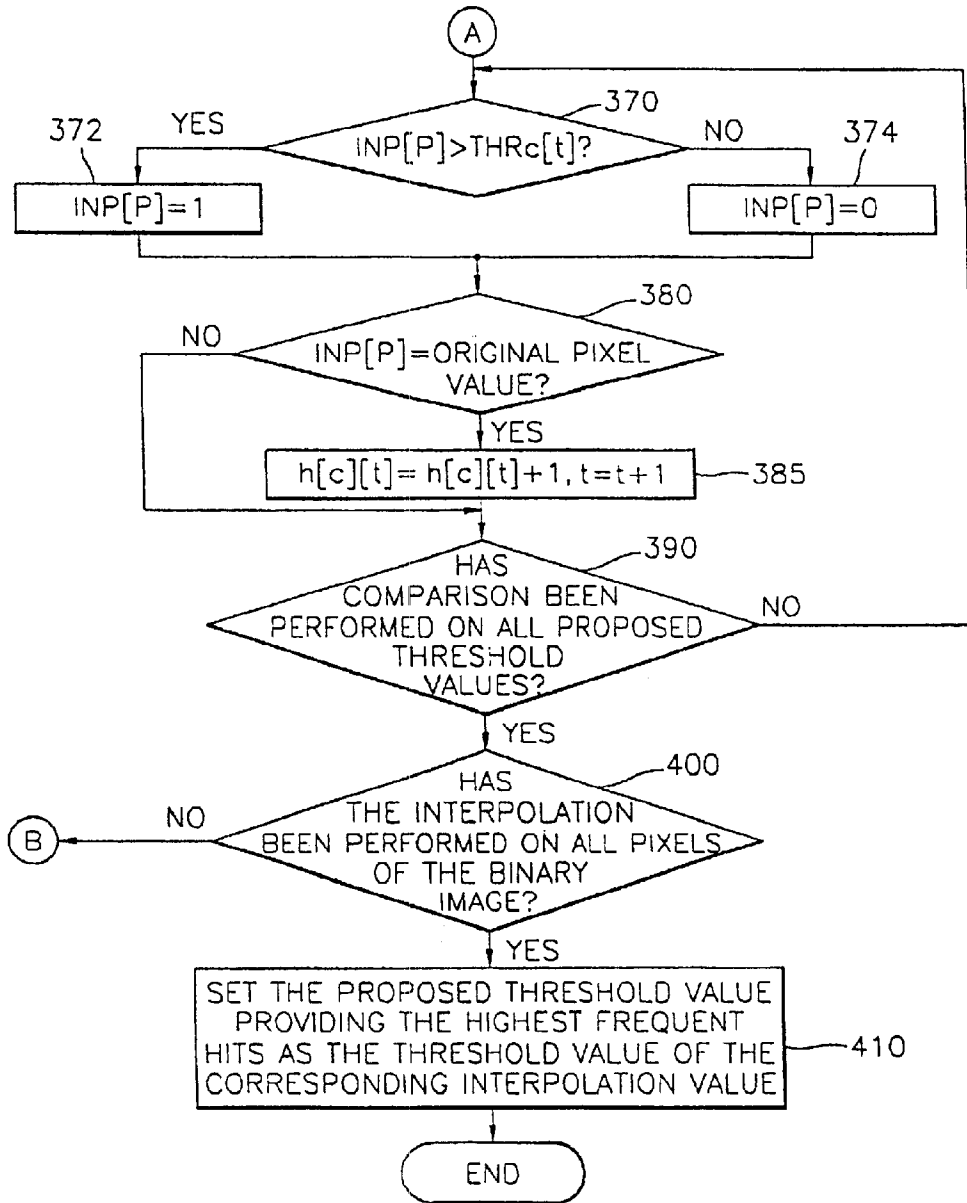 A
370
372
YES
INP[P]>THRc[t]?
NO
374
INP[P]=1
INP[P]=0
380
NO
INP[P]=ORIGINAL PIXEL
VALUE?
YES
h[c][t]=h[c][t]+1,t=t+1
385
390
HAS
COMPARISON BEEN
PERFORMED ON ALL PROPOSED
THRESHOLD
VALUES?
NO
YES
400
HAS
THE INTERPOLATION
BEEN PERFORMED ON ALL PIXELS
OF THE BINARY
IMAGE?
NO
B
YES
SET THE PROPOSED THRESHOLD VALUE
PROVIDING THE HIGHEST FREQUENT
HITS AS THE THRESHOLD VALUE OF THE
CORRESPONDING INTERPOLATION VALUE
410
END